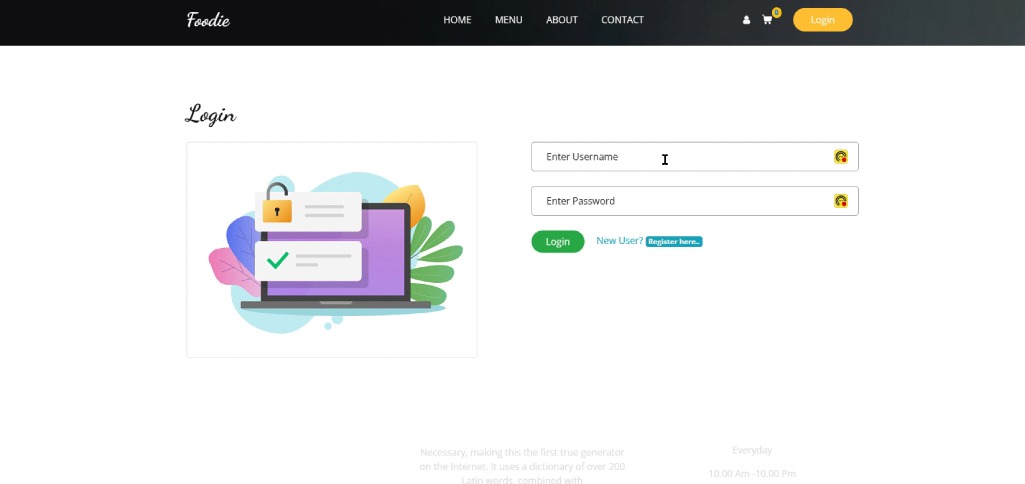 Foodie
HOME MENU ABOUT CONTACT
0
Login
Login
Enter Username
Enter Password
Login New User? Register here..
Necessary, making this the first true generator
on the Internet. It uses a dictionary of over 200
Latin words, combined with
Everyday
10.00 Am -10.00 Pm